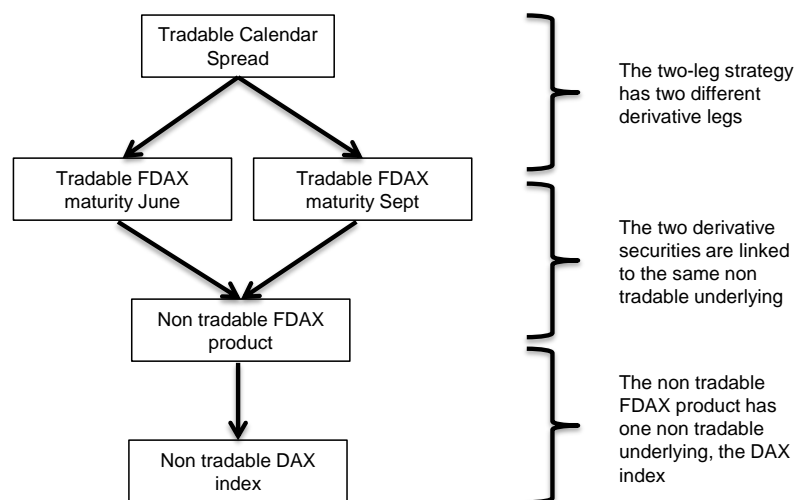 Tradable Calendar
Spread
The two-leg strategy
has two different
derivative legs
Tradable FDAX
maturity June
Tradable FDAX
maturity Sept
The two derivative
securities are linked
to the same non
tradable underlying
Non tradable FDAX
product
The non tradable
FDAX product has
one non tradable
underlying, the DAX
index
Non tradable DAX
index